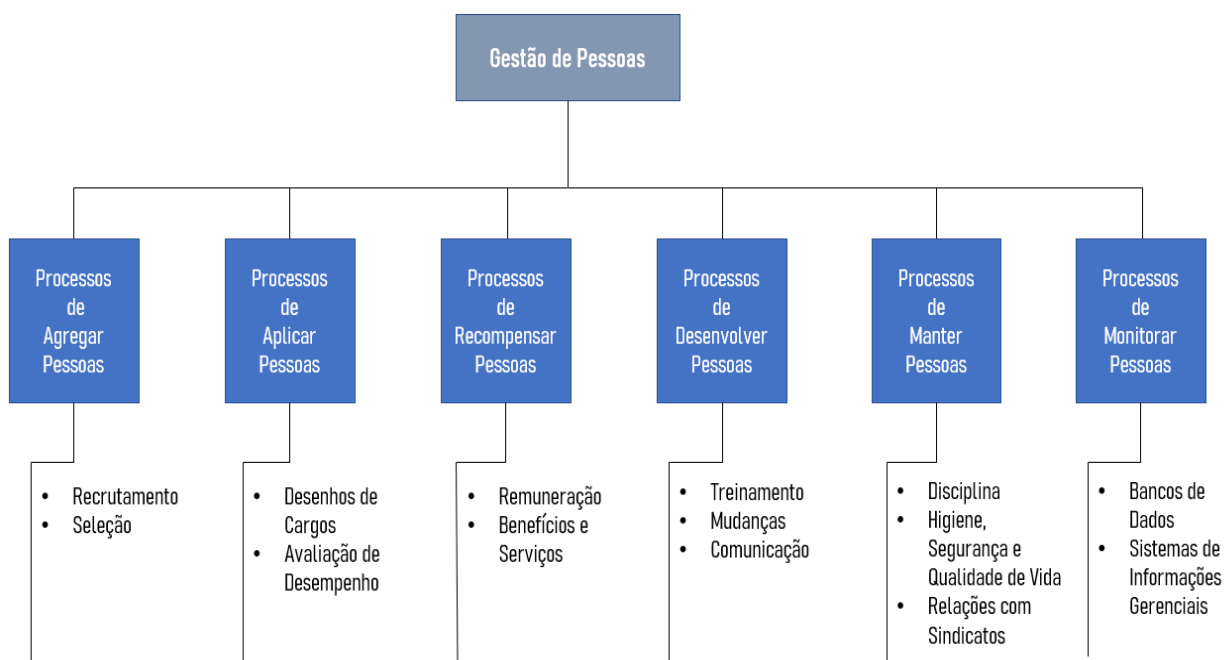 Gestão de Pessoas
Processos
de
Agregar
Pessoas
Processos
de
Aplicar
Pessoas
Processos
de
Recompensar
Pessoas
Processos
de
Desenvolver
Pessoas
Processos
de
Manter
Pessoas
Processos
de
Monitorar
Pessoas
• Recrutamento
• Seleção
• Desenhos de
Cargos
• Avaliação de
Desempenho
• Remuneração
• Benefícios e
Serviços
• Treinamento
• Mudanças
• Comunicação
• Disciplina
• Higiene,
Segurança e
Qualidade de Vida
• Relações com
Sindicatos
• Bancos de
Dados
• Sistemas de
Informações
Gerenciais